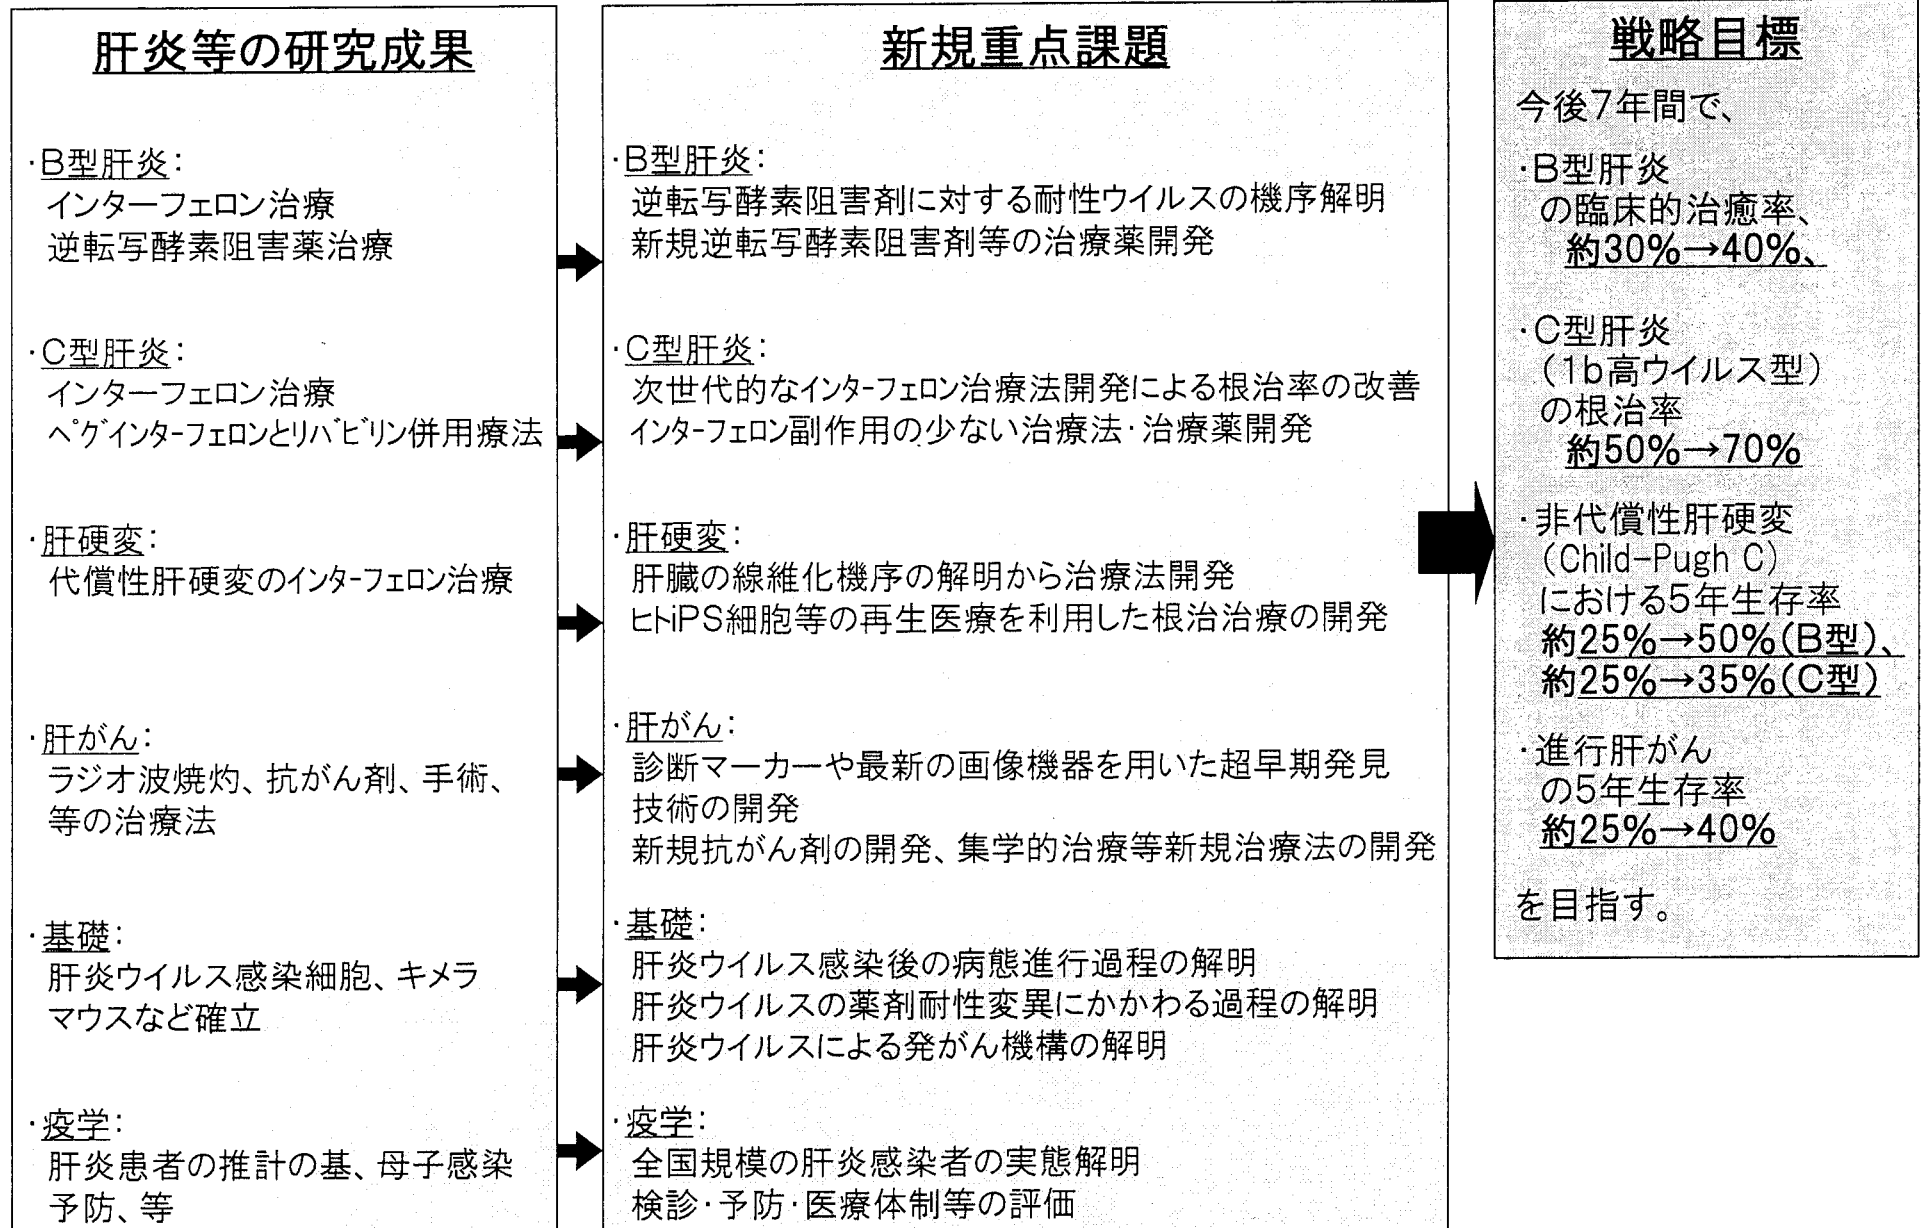 肝炎等の研究成果
・B型肝炎:
インターフェロン治療
逆転写酵素阻害薬治療
・C型肝炎:
インターフェロン治療
ペグインターフェロンとリバビリン併用療法
・肝硬変:
代償性肝硬変のインターフェロン治療
・肝がん:
ラジオ波焼灼、抗がん剤、手術、
等の治療法
・基礎:
肝炎ウイルス感染細胞、キメラ
マウスなど確立
・疫学:
肝炎患者の推計の基、母子感染
予防、等
新規重点課題
・B型肝炎:
逆転写酵素阻害剤に対する耐性ウイルスの機序解明
新規逆転写酵素阻害剤等の治療薬開発
・C型肝炎:
次世代的なインターフェロン治療法開発による根治率の改善
インターフェロン副作用の少ない治療法・治療薬開発
・肝硬変:
肝臓の線維化機序の解明から治療法開発
ヒトiPS細胞等の再生医療を利用した根治治療の開発
・肝がん:
診断マーカーや最新の画像機器を用いた超早期発見
技術の開発
新規抗がん剤の開発、集学的治療等新規治療法の開発
・基礎:
肝炎ウイルス感染後の病態進行過程の解明
肝炎ウイルスの薬剤耐性変異にかかわる過程の解明
肝炎ウイルスによる発がん機構の解明
・疫学:
全国規模の肝炎感染者の実態解明
検診・予防・医療体制等の評価
戦略目標
今後7年間で、
・B型肝炎
の臨床的治癒率、
約30%→40%、
・C型肝炎
(1b高ウイルス型)
の根治率
約50%→70%
・非代償性肝硬変
(Child-Pugh C)
における5年生存率
約25%→50%(B型)、
約25%→35%(C型)
・進行肝がん
の5年生存率
約25%→40%
を目指す。